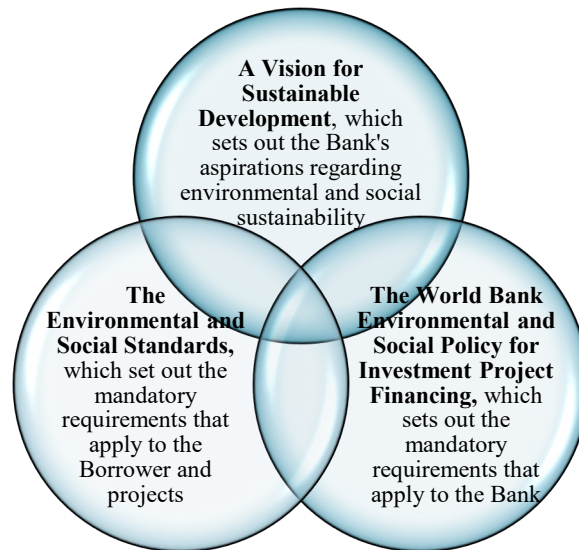 A Vision for
Sustainable
Development, which
sets out the Bank's
aspirations regarding
environmental and social
sustainability
The
Environmental and
Social Standards,
which set out the
mandatory
requirements that
apply to the
Borrower and
projects
The World Bank
Environmental and
Social Policy for
Investment Project
Financing, which
sets out the
mandatory
requirements that
apply to the Bank